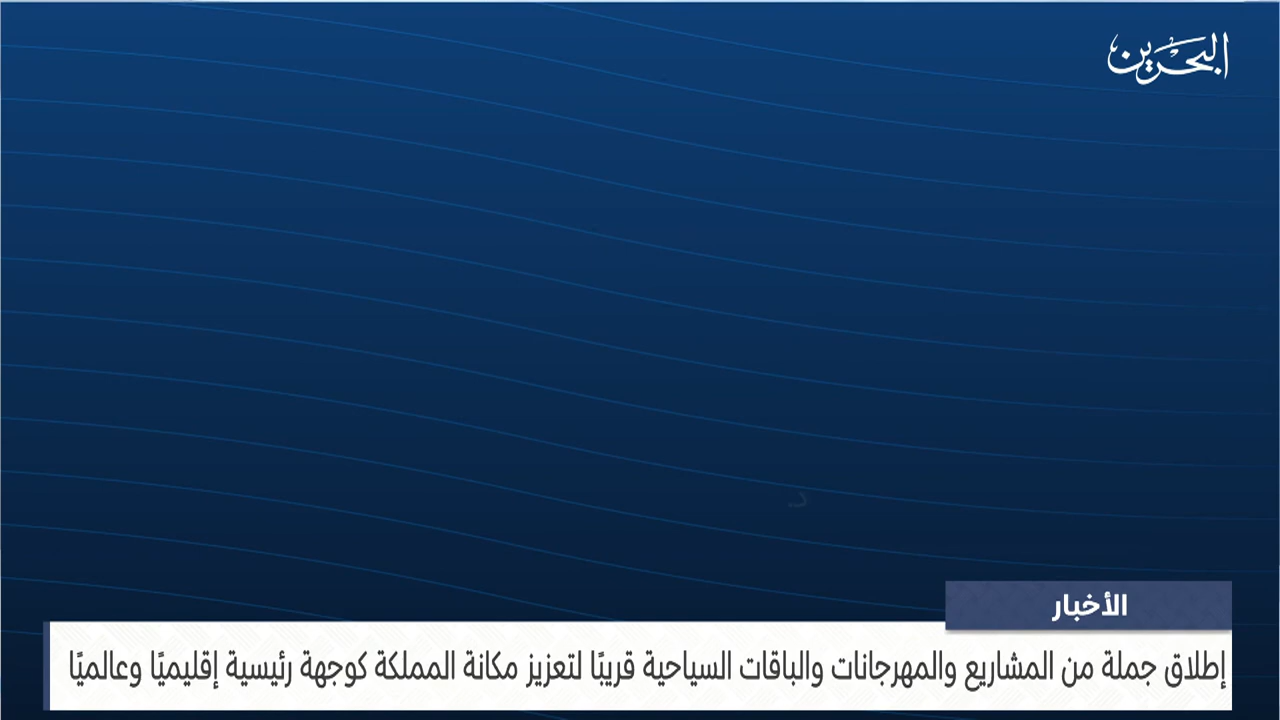 البحرين
الأخبار
إطلاق جملة من المشاريع والمهرجانات والباقات السياحية قريبًا لتعزيز مكانة المملكة كوجهة رئيسية إقليميًا وعالميًا